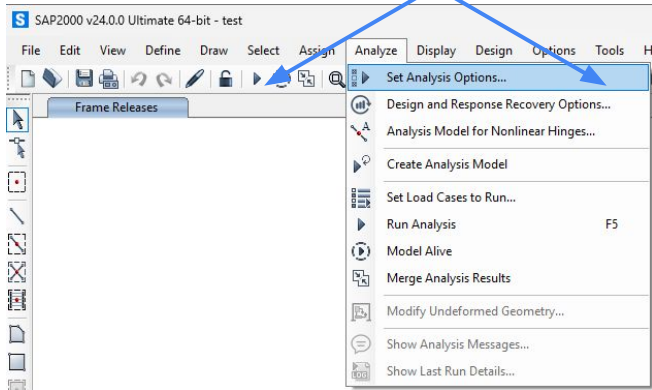 S SAP2000 v24.0.0 Ultimate 64-bit - test
File Edit View Define Draw Select Assign Analyze Display Design Options Tools H
Frame Releases
Set Analysis Options...
Design and Response Recovery Options...
A Analysis Model for Nonlinear Hinges...
Create Analysis Model
Set Load Cases to Run...
Run Analysis F5
Model Alive
Merge Analysis Results
Modify Undeformed Geometry...
Show Analysis Messages...
LOG Show Last Run Details...